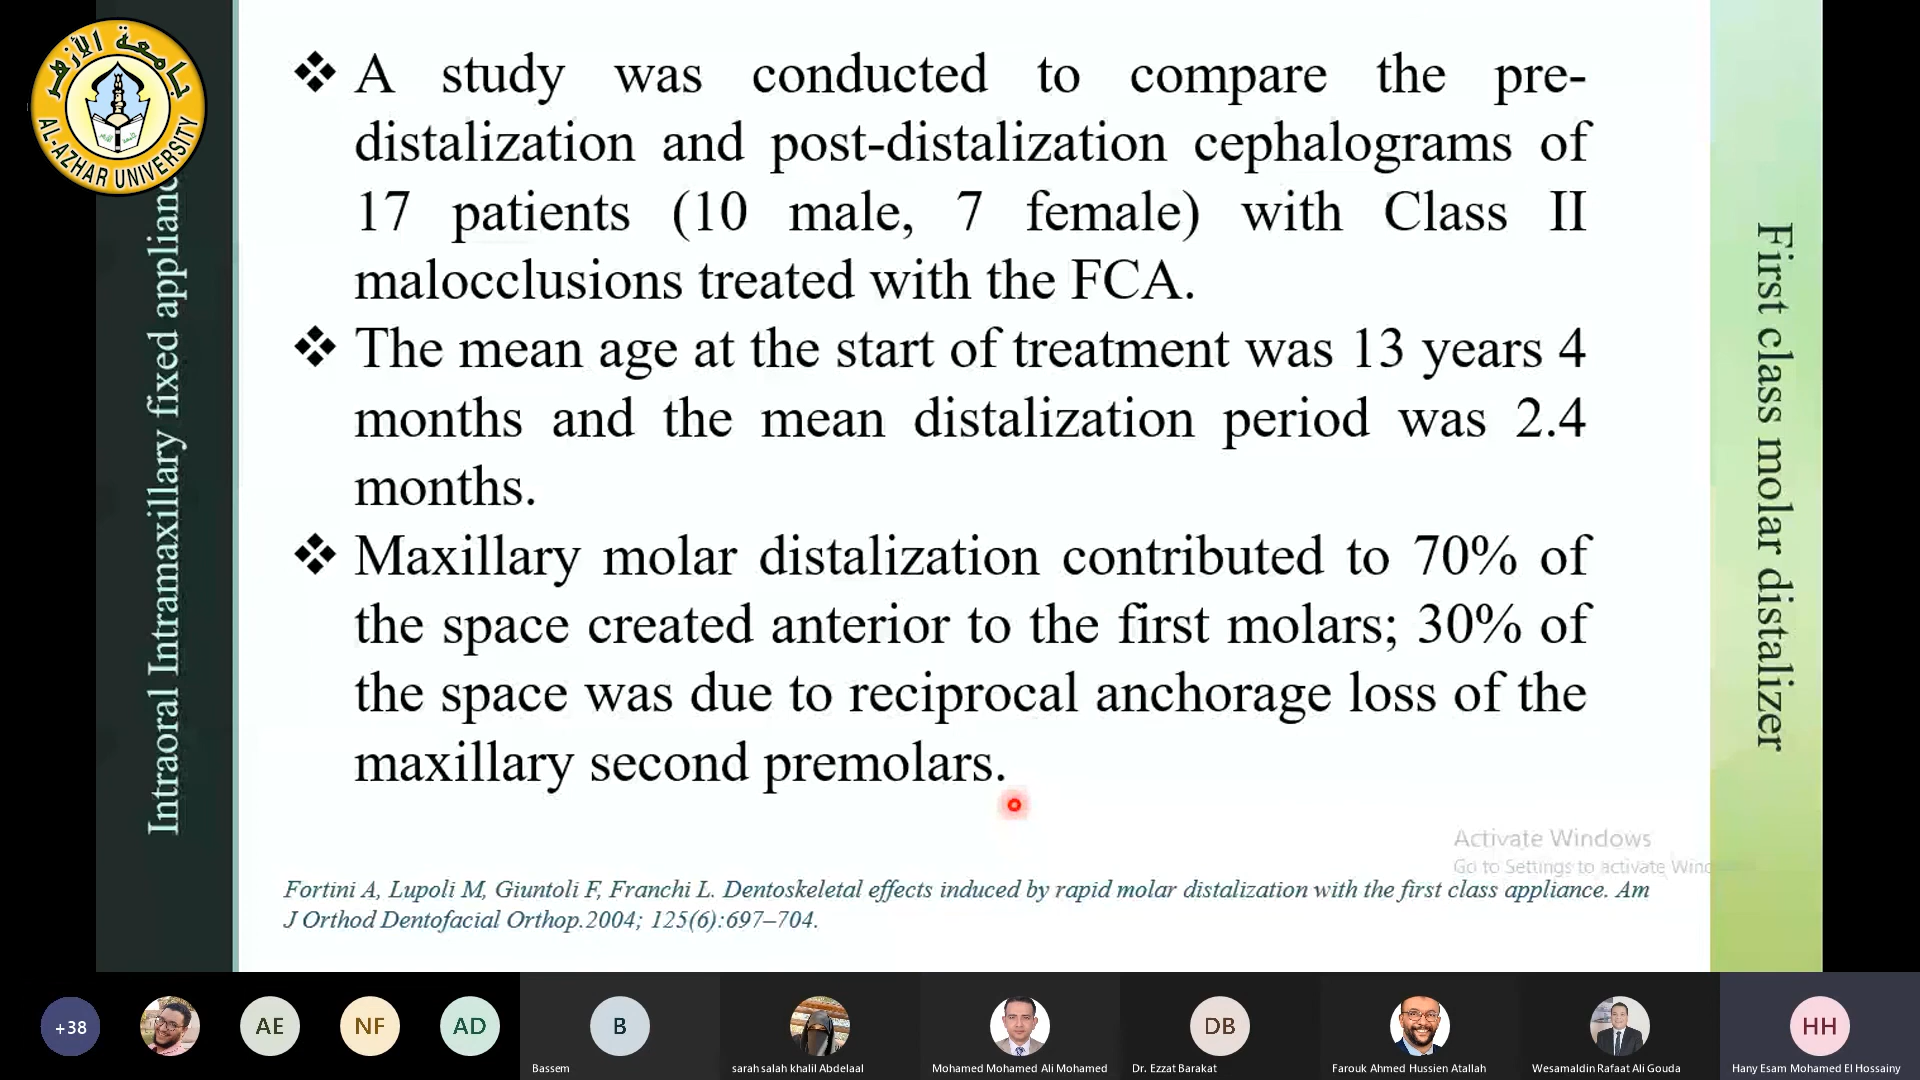 جامعة الأزهر
AL-AZHAR UNIVERSITY
Intraoral Intramaxillary fixed applianc
❖ A study was conducted to compare the pre-
distalization and post-distalization cephalograms of
17 patients (10 male, 7 female) with Class II
malocclusions treated with the FCA.
❖ The mean age at the start of treatment was 13 years 4
months and the mean distalization period was 2.4
months.
❖ Maxillary molar distalization contributed to 70% of
the space created anterior to the first molars; 30% of
the space was due to reciprocal anchorage loss of the
maxillary second premolars.
First class molar distalizer
Activate Windows
Go to Settings to activate Windows
Fortini A, Lupoli M, Giuntoli F, Franchi L. Dentoskeletal effects induced by rapid molar distalization with the first class appliance. Am
J Orthod Dentofacial Orthop.2004; 125(6):697–704.
+38
AE
NF
AD
B
DB
HH
Bassem
sarah salah khalil Abdelaal
Mohamed Mohamed Ali Mohamed
Dr. Ezzat Barakat
Farouk Ahmed Hussien Atallah
Wesamaldin Rafaat Ali Gouda
Hany Esam Mohamed El Hossainy